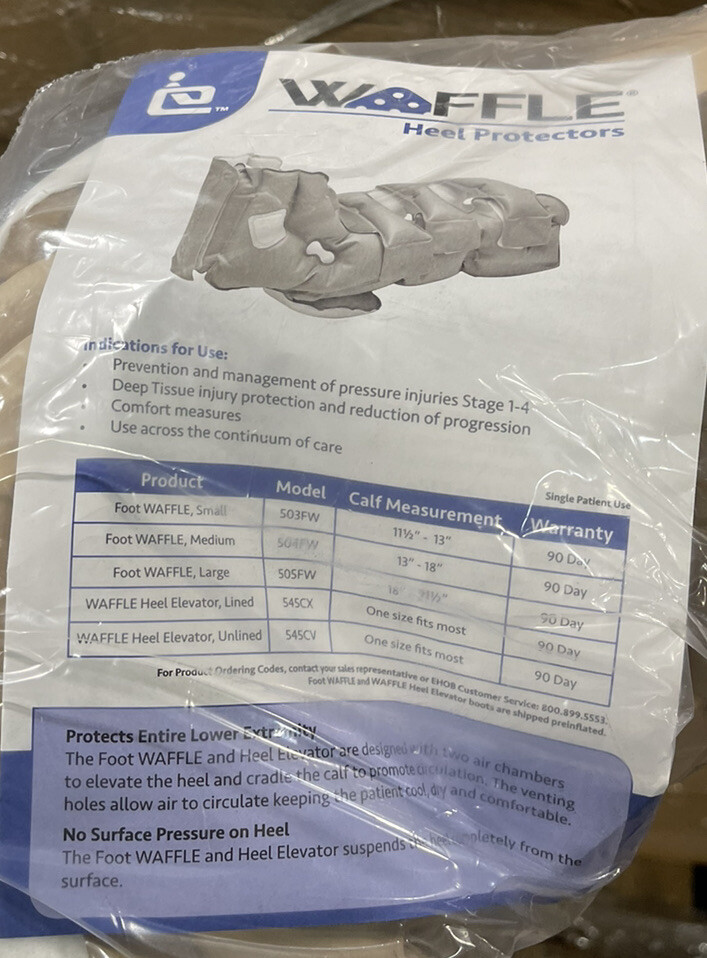 WAFFLE®
Heel Protectors
Indications for Use:
• Prevention and management of pressure injuries Stage 1-4
• Deep Tissue injury protection and reduction of progression
• Comfort measures
• Use across the continuum of care
Single Patient Use
Product Model Calf Measurement Warranty
Foot WAFFLE, Small 503FW 11½" - 13" 90 Day
Foot WAFFLE, Medium 504FW 13" - 18" 90 Day
Foot WAFFLE, Large 505FW 90 Day
WAFFLE Heel Elevator, Lined 545CX One size fits most 90 Day
WAFFLE Heel Elevator, Unlined 545CV One size fits most 90 Day
For Product Ordering Codes, contact your sales representative or EHOB Customer Service: 800.899.5553.
Foot WAFFLE and WAFFLE Heel Elevator boots are shipped preinflated.
Protects Entire Lower Extremity
The Foot WAFFLE and Heel Elevator are designed with two air chambers
to elevate the heel and cradle the calf to promote circulation. The venting
holes allow air to circulate keeping the patient cool, dry and comfortable.
No Surface Pressure on Heel
The Foot WAFFLE and Heel Elevator suspends the heel completely from the
surface.